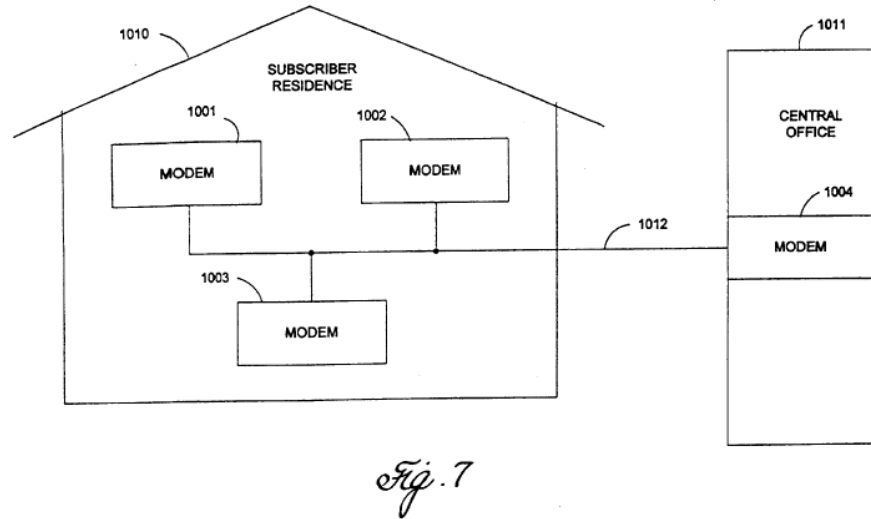 1010
1011
SUBSCRIBER
RESIDENCE
1001
1002
CENTRAL
OFFICE
MODEM
MODEM
1004
1012
MODEM
1003
MODEM
Fig. 7